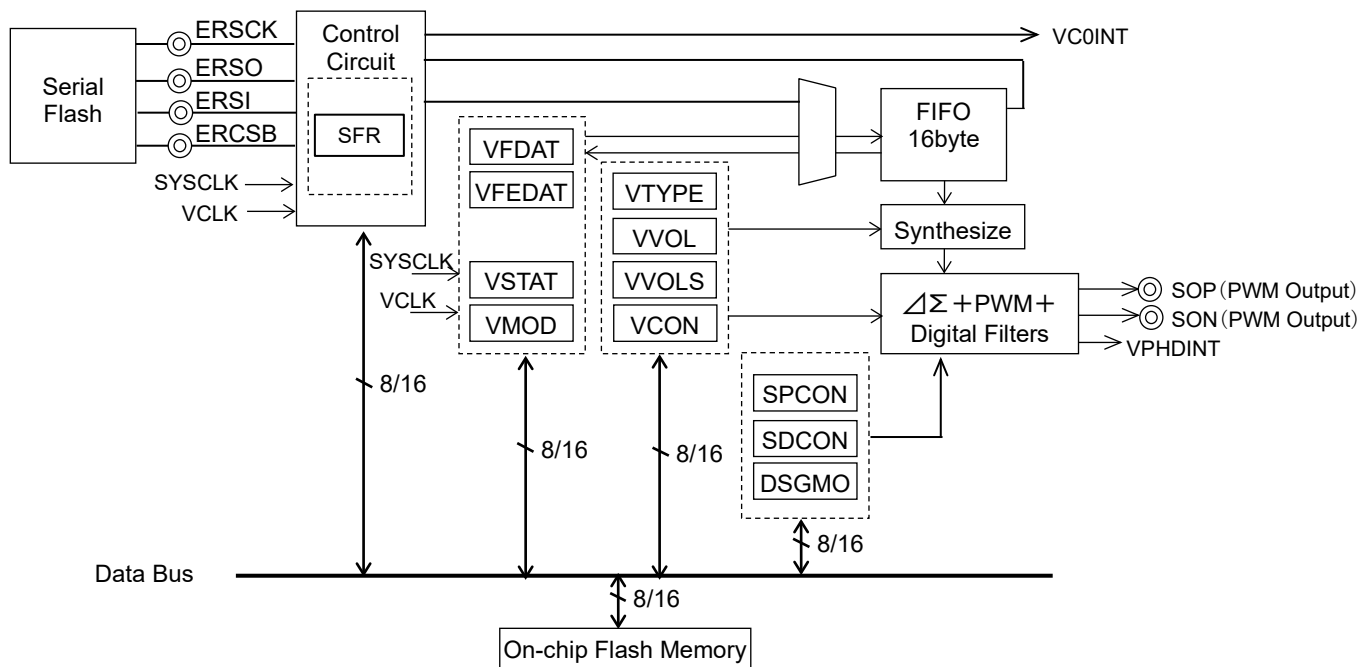 ERSCK
ERSO
ERSI
ERCSB
Serial
Flash
SYSCLK
VCLK
Control
Circuit
SFR
VC0INT
VFDAT
VFEDAT
SYSCLK
VCLK
VSTAT
VMOD
VTYPE
VVOL
VVOLS
VCON
FIFO
16byte
Synthesize
⊿Σ+PWM+
Digital Filters
SOP(PWM Output)
SON(PWM Output)
VPHDINT
SPCON
SDCON
DSGMO
8/16
8/16
8/16
8/16
Data Bus
8/16
On-chip Flash Memory